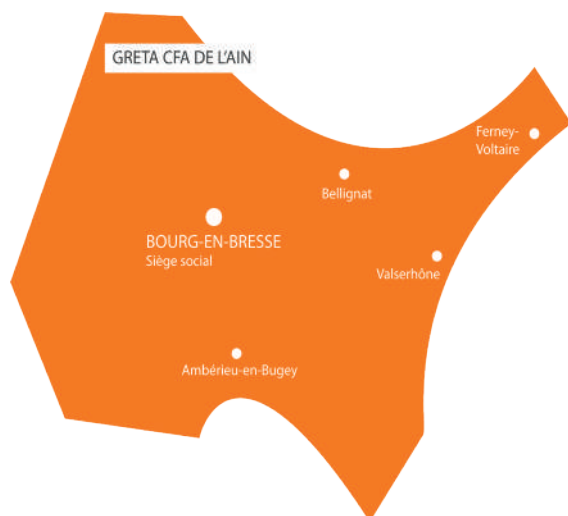 GRETA CFA DE L'AIN
Ferney-
Voltaire
Bellignat
BOURG-EN-BRESSE
Siège social
Valserhône
Ambérieu-en-Bugey